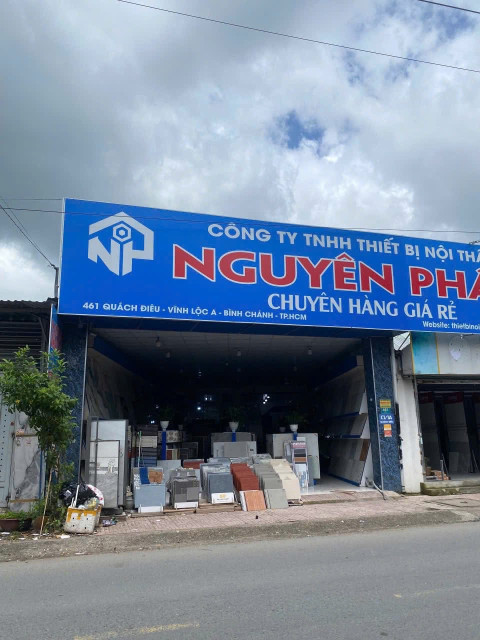 NP
CÔNG TY TNHH THIẾT BỊ NỘI THẤ
NGUYÊN PHÁ
CHUYÊN HÀNG GIÁ RẺ
461 QUÁCH ĐIÊU - VĨNH LỘC A - BÌNH CHÁNH - TP.HCM
Website: thietbinoi